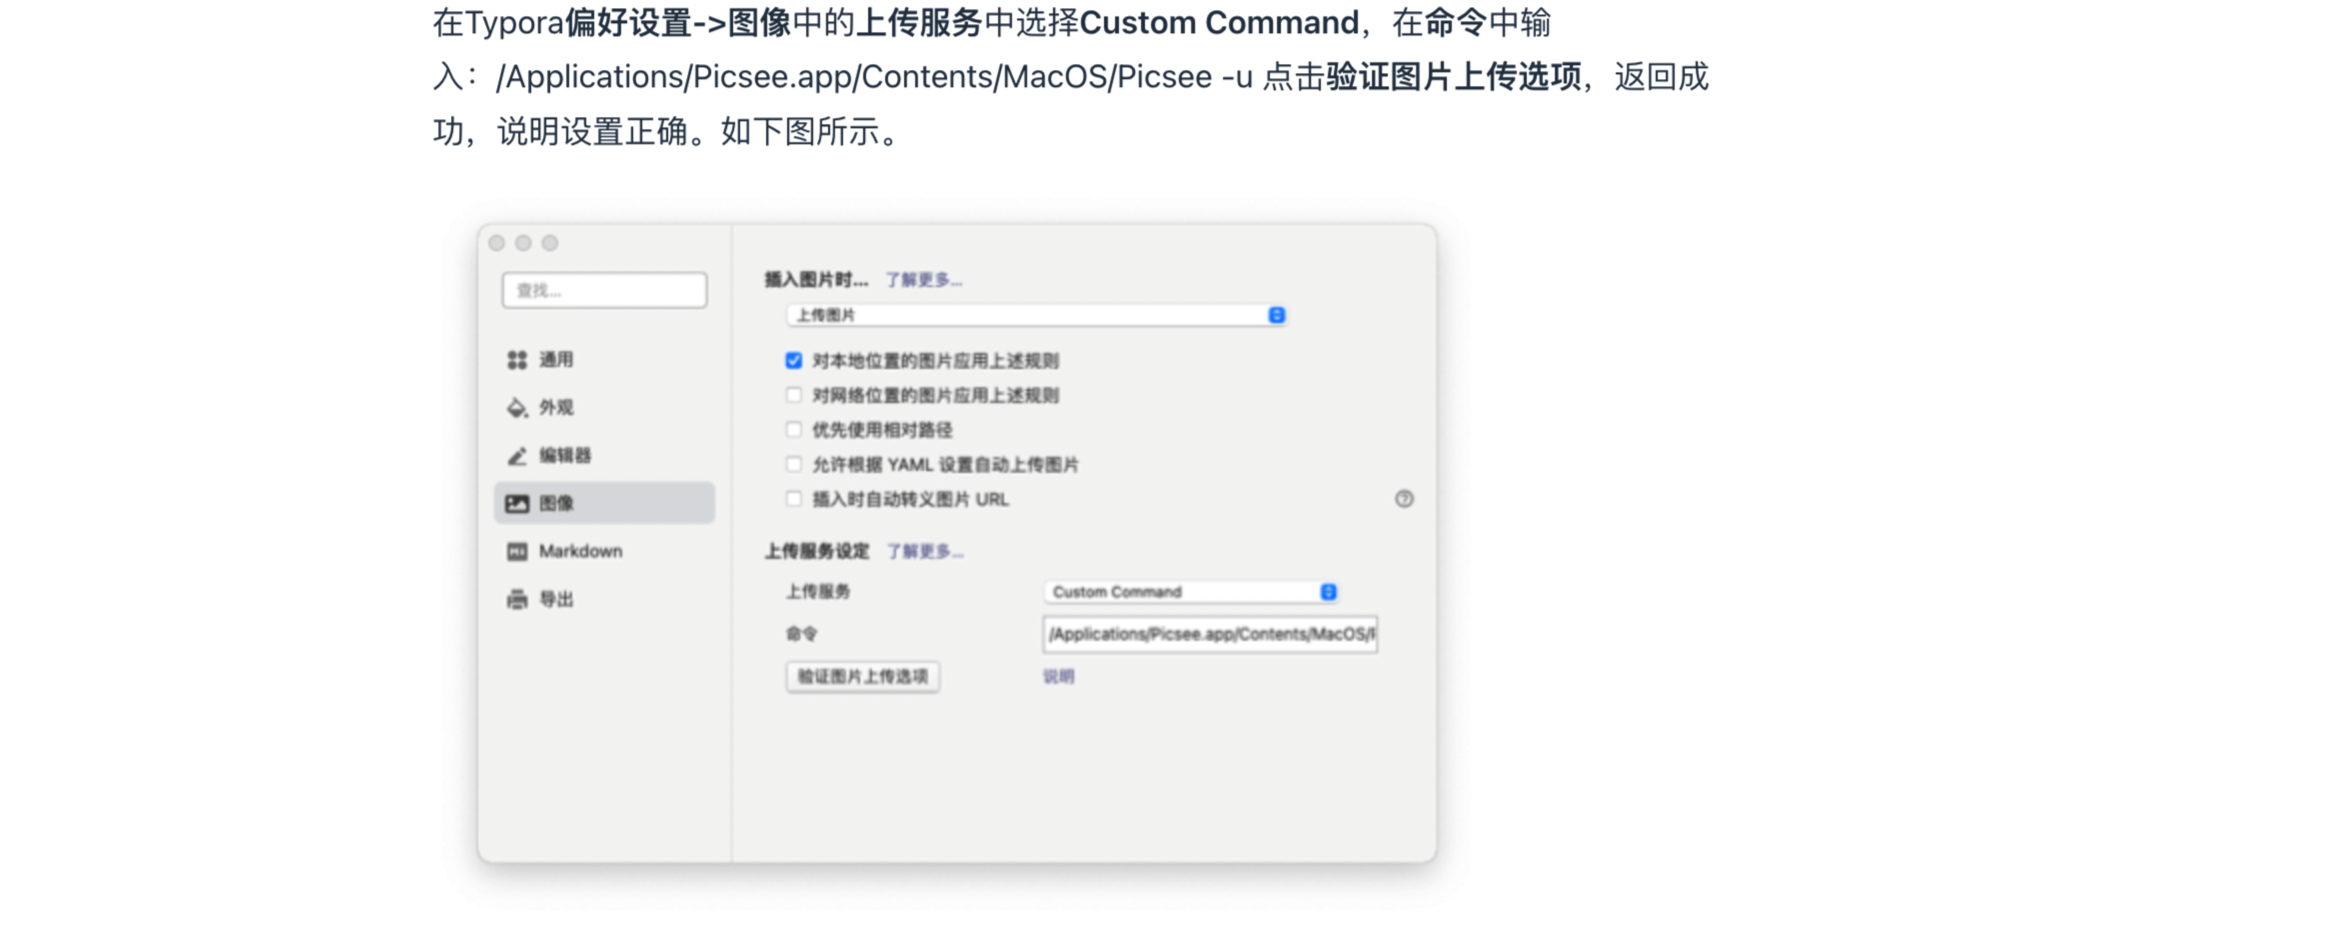 在Typora偏好设置->图像中的上传服务中选择Custom Command，在命令中输
入：/Applications/Picsee.app/Contents/MacOS/Picsee -u 点击验证图片上传选项，返回成
功，说明设置正确。如下图所示。
查找...
通用
外观
编辑器
图像
Markdown
导出
插入图片时... 了解更多...
上传图片
对本地位置的图片应用上述规则
对网络位置的图片应用上述规则
优先使用相对路径
允许根据 YAML 设置自动上传图片
插入时自动转义图片 URL
上传服务设定 了解更多...
上传服务 Custom Command
命令 /Applications/Picsee.app/Contents/MacOS/
验证图片上传选项 说明